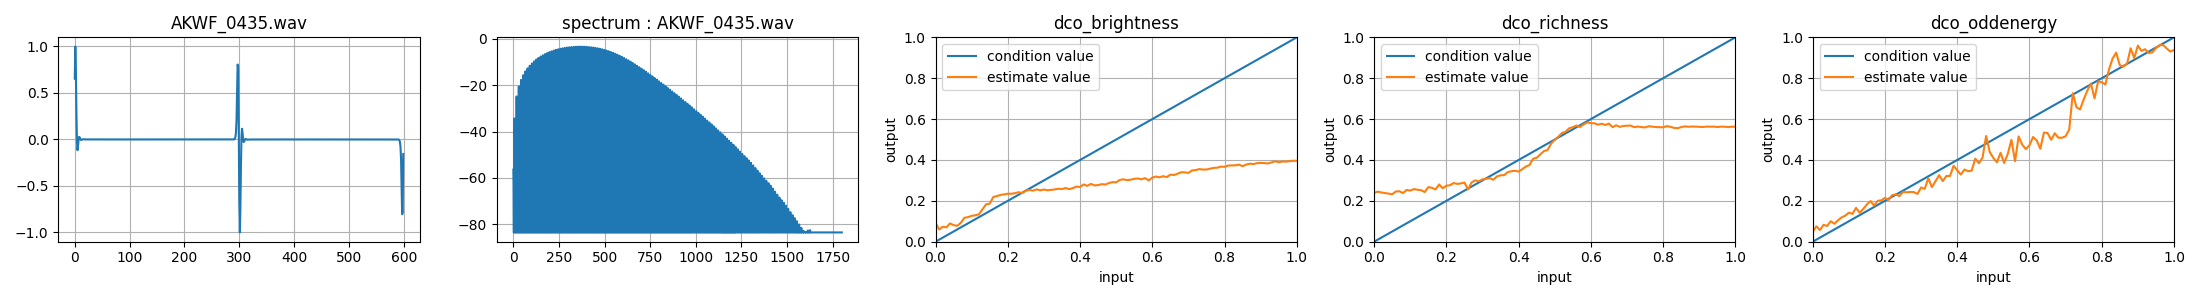 AKWF_0435.wav
1.0
0.5
0.0
−0.5
−1.0
0 100 200 300 400 500 600
spectrum : AKWF_0435.wav
0
−20
−40
−60
−80
0 250 500 750 1000 1250 1500 1750
dco_brightness
condition value
estimate value
output
1.0
0.8
0.6
0.4
0.2
0.0
0.0 0.2 0.4 0.6 0.8 1.0
input
dco_richness
condition value
estimate value
output
1.0
0.8
0.6
0.4
0.2
0.0
0.0 0.2 0.4 0.6 0.8 1.0
input
dco_oddenergy
condition value
estimate value
output
1.0
0.8
0.6
0.4
0.2
0.0
0.0 0.2 0.4 0.6 0.8 1.0
input